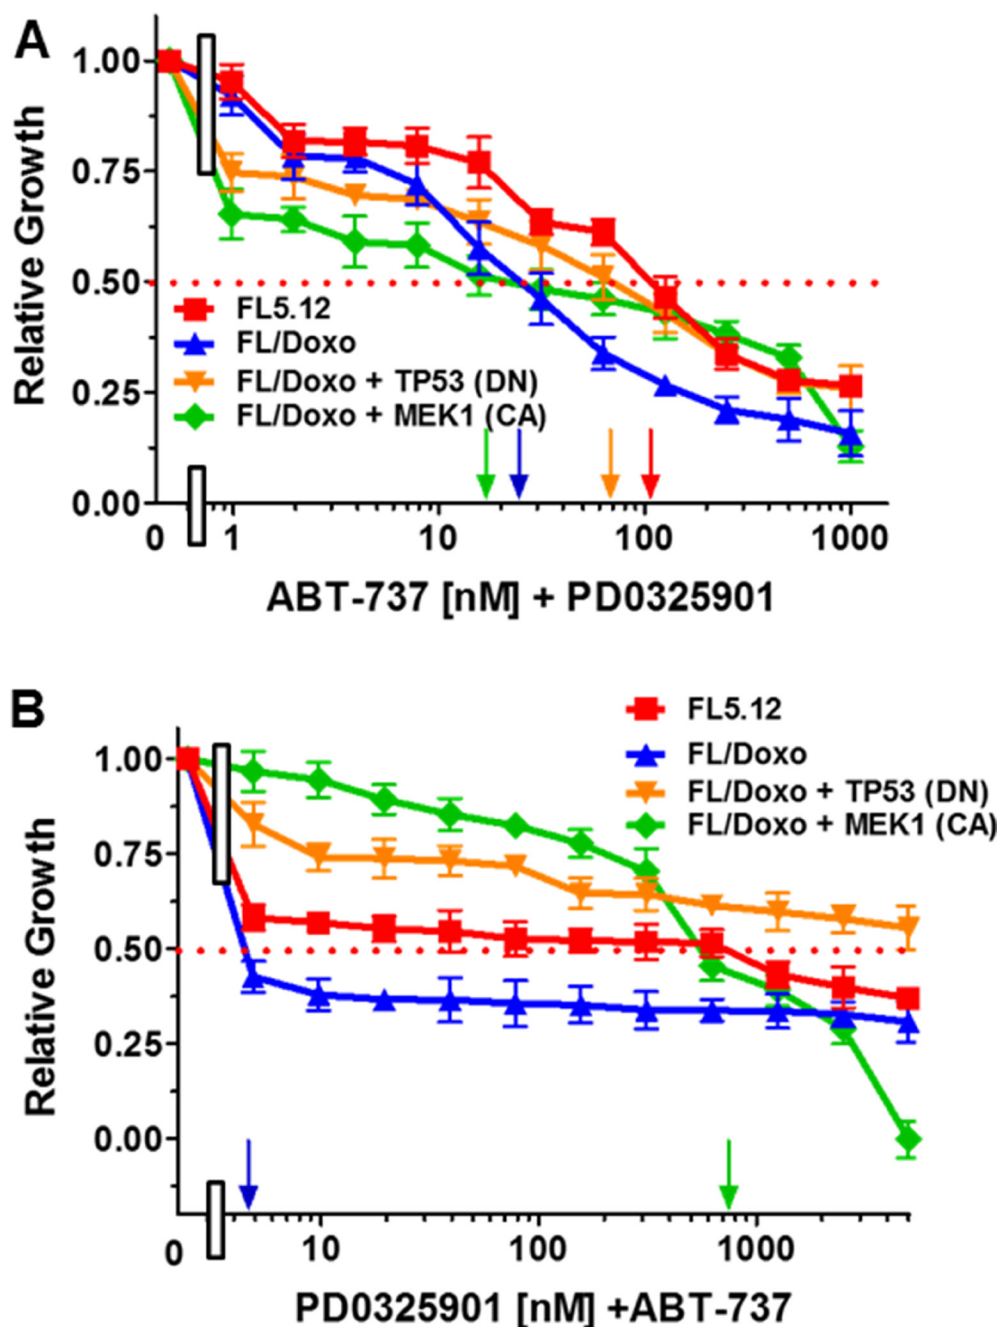 A
1.00
0.75
0.50
0.25
0.00
Relative Growth
FL5.12
FL/Doxo
FL/Doxo + TP53 (DN)
FL/Doxo + MEK1 (CA)
0 1 10 100 1000
ABT-737 [nM] + PD0325901
B
FL5.12
FL/Doxo
FL/Doxo + TP53 (DN)
FL/Doxo + MEK1 (CA)
1.00
0.75
0.50
0.25
0.00
Relative Growth
0 10 100 1000
PD0325901 [nM] +ABT-737